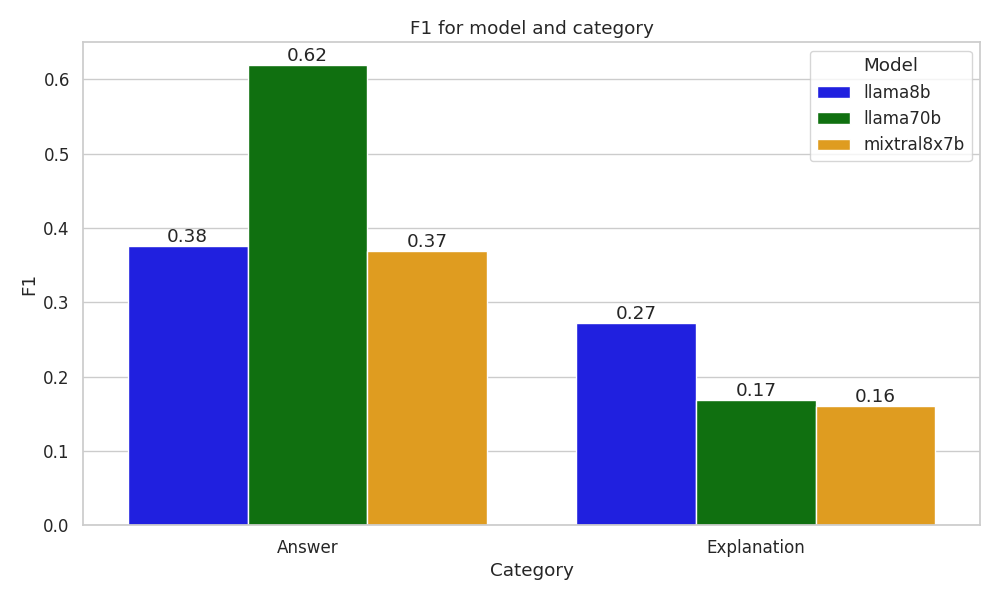 F1 for model and category
Model
llama8b
llama70b
mixtral8x7b
F1
0.6
0.5
0.4
0.3
0.2
0.1
0.0
0.38
0.62
0.37
0.27
0.17
0.16
Answer
Explanation
Category